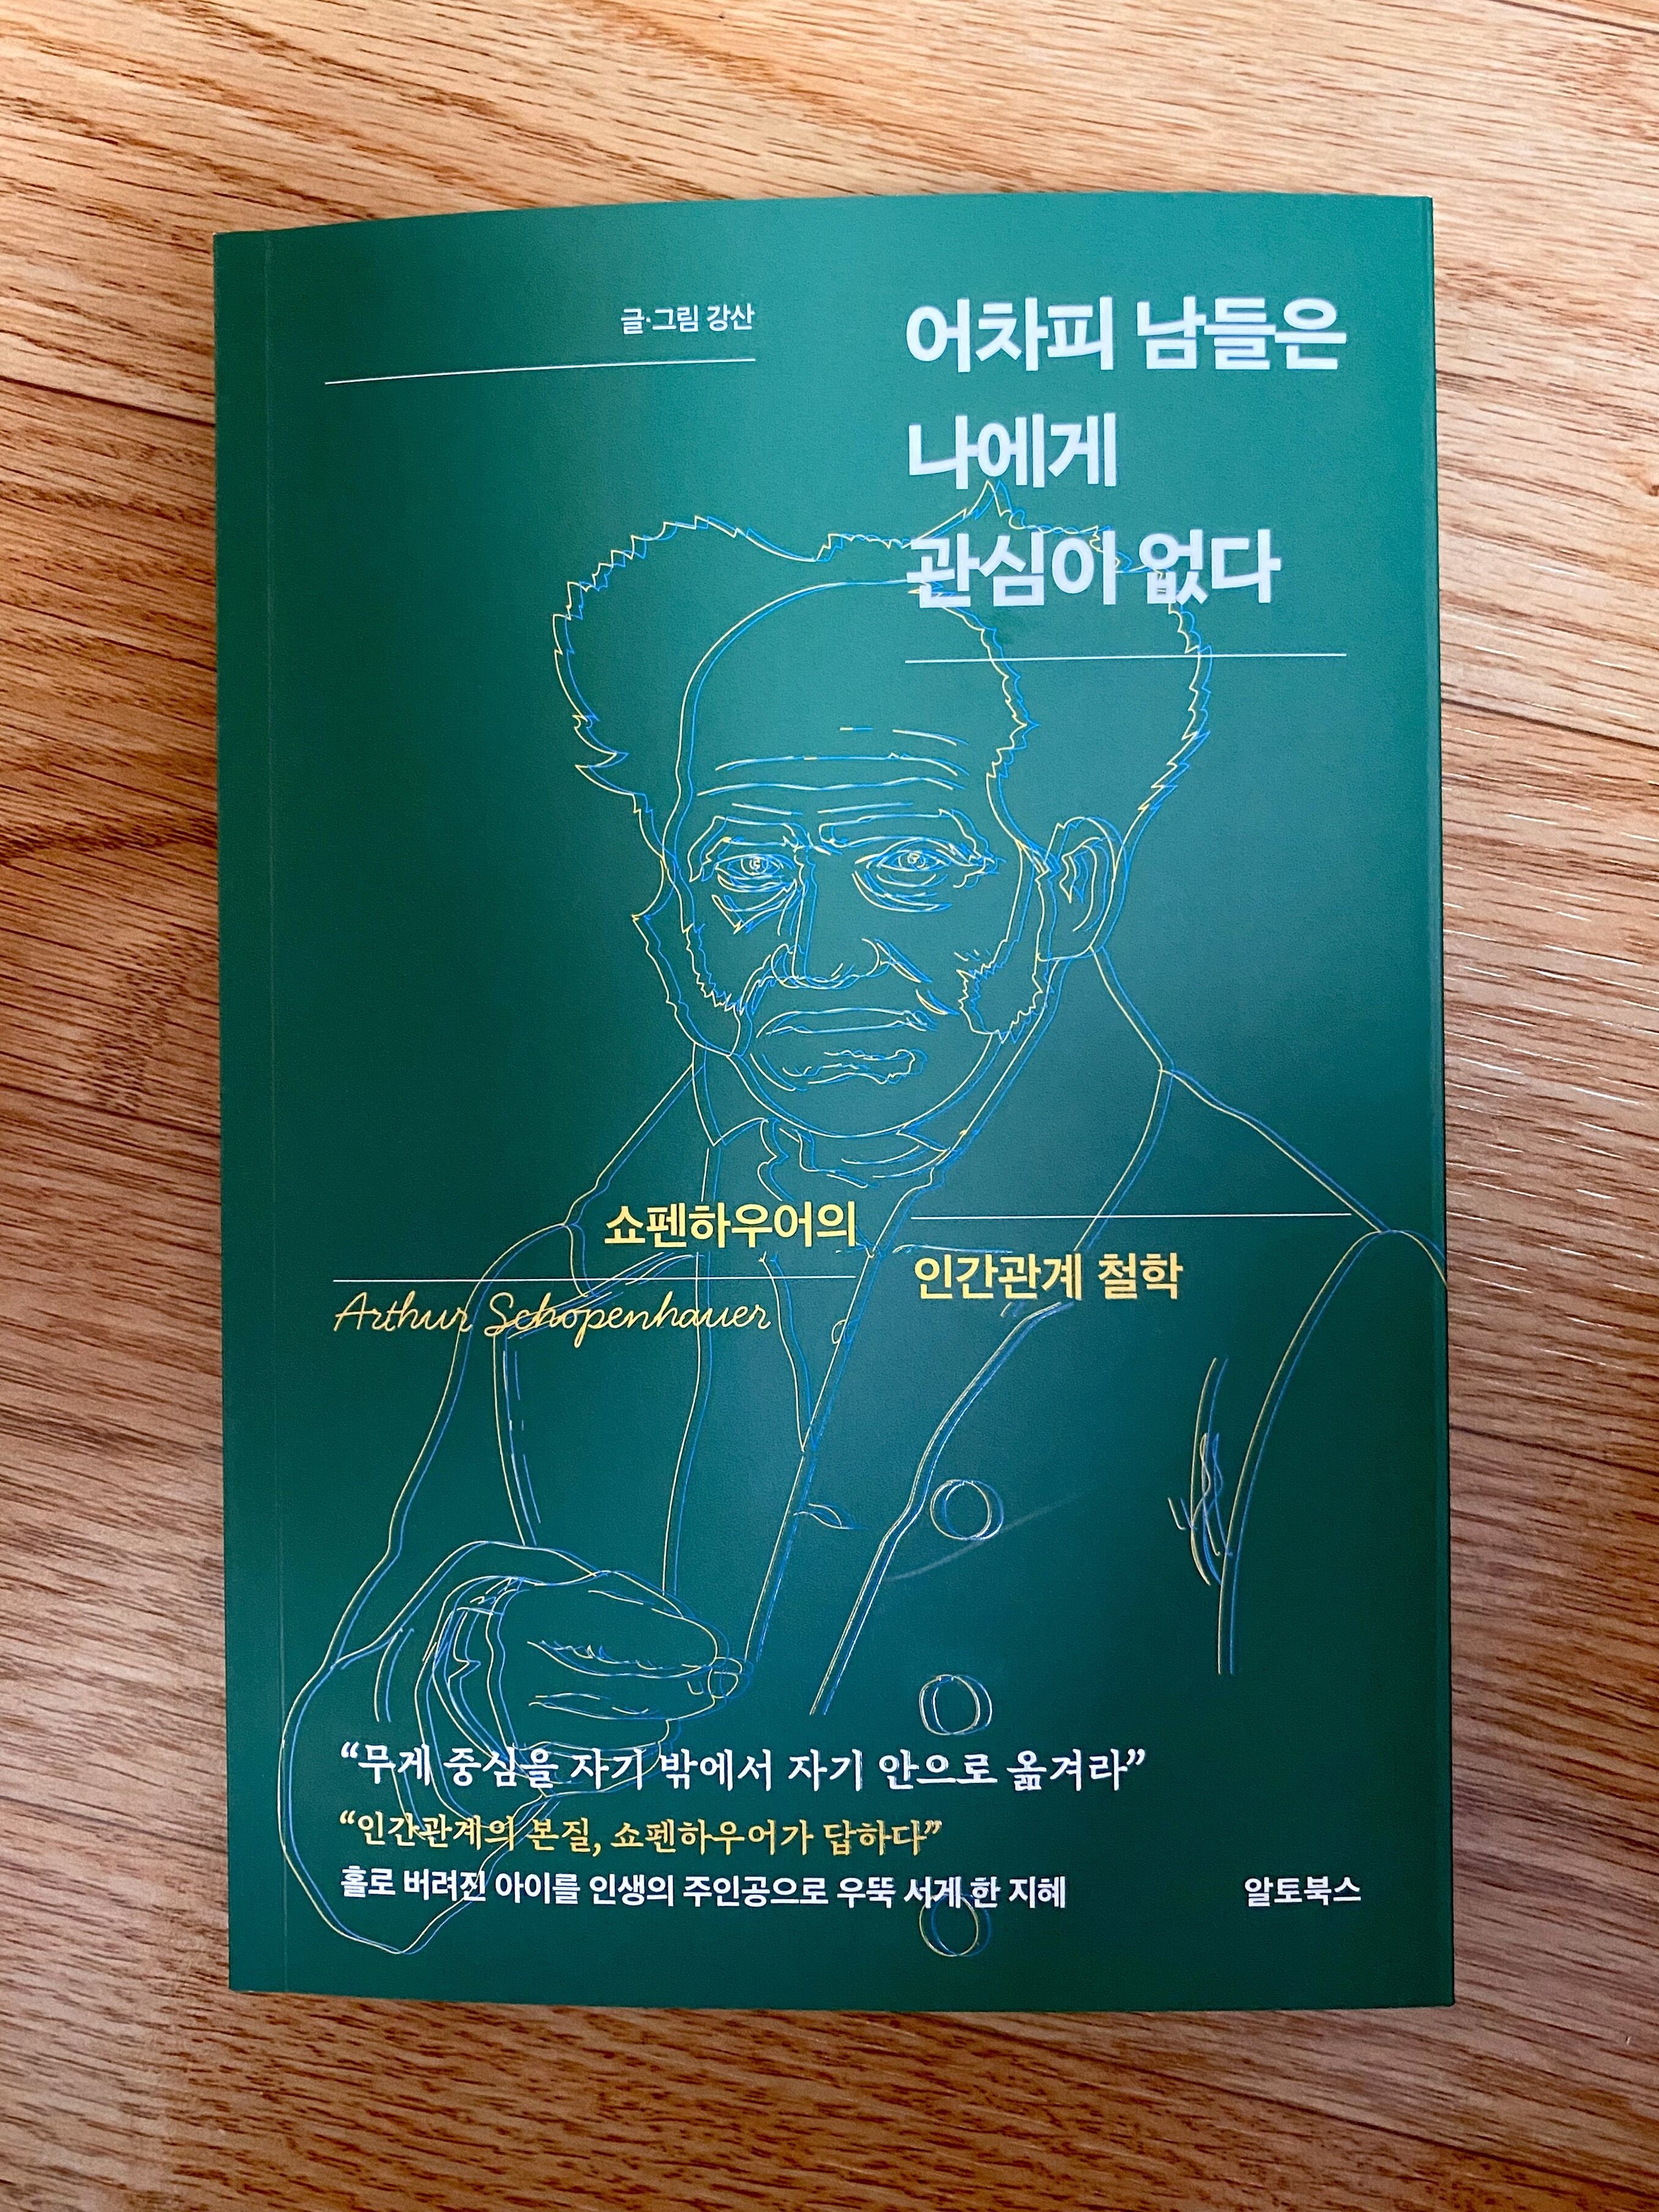 글·그림 강산
어차피 남들은
나에게
관심이 없다
쇼펜하우어의
인간관계 철학
Arthur Schopenhauer
“무게 중심을 자기 밖에서 자기 안으로 옮겨라”
“인간관계의 본질, 쇼펜하우어가 답하다”
홀로 버려진 아이를 인생의 주인공으로 우뚝 서게 한 지혜
알토북스